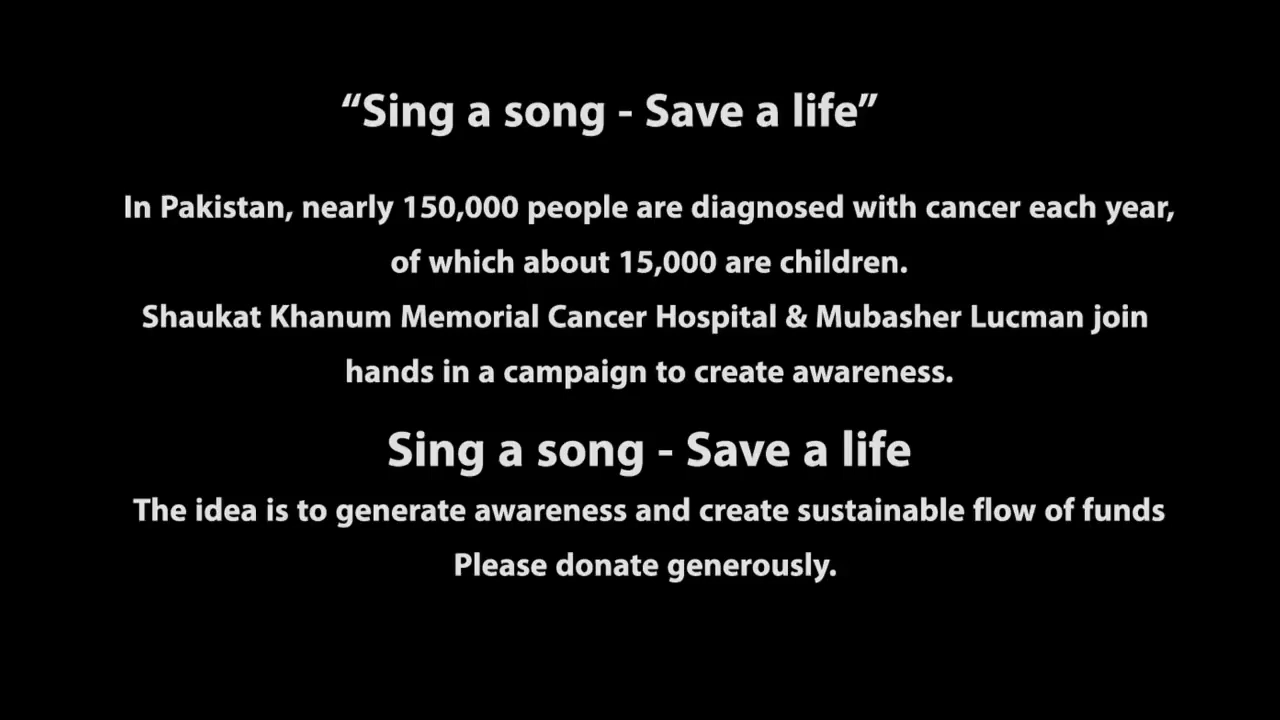 “Sing a song - Save a life”
In Pakistan, nearly 150,000 people are diagnosed with cancer each year,
of which about 15,000 are children.
Shaukat Khanum Memorial Cancer Hospital & Mubasher Lucman join
hands in a campaign to create awareness.
Sing a song - Save a life
The idea is to generate awareness and create sustainable flow of funds
Please donate generously.